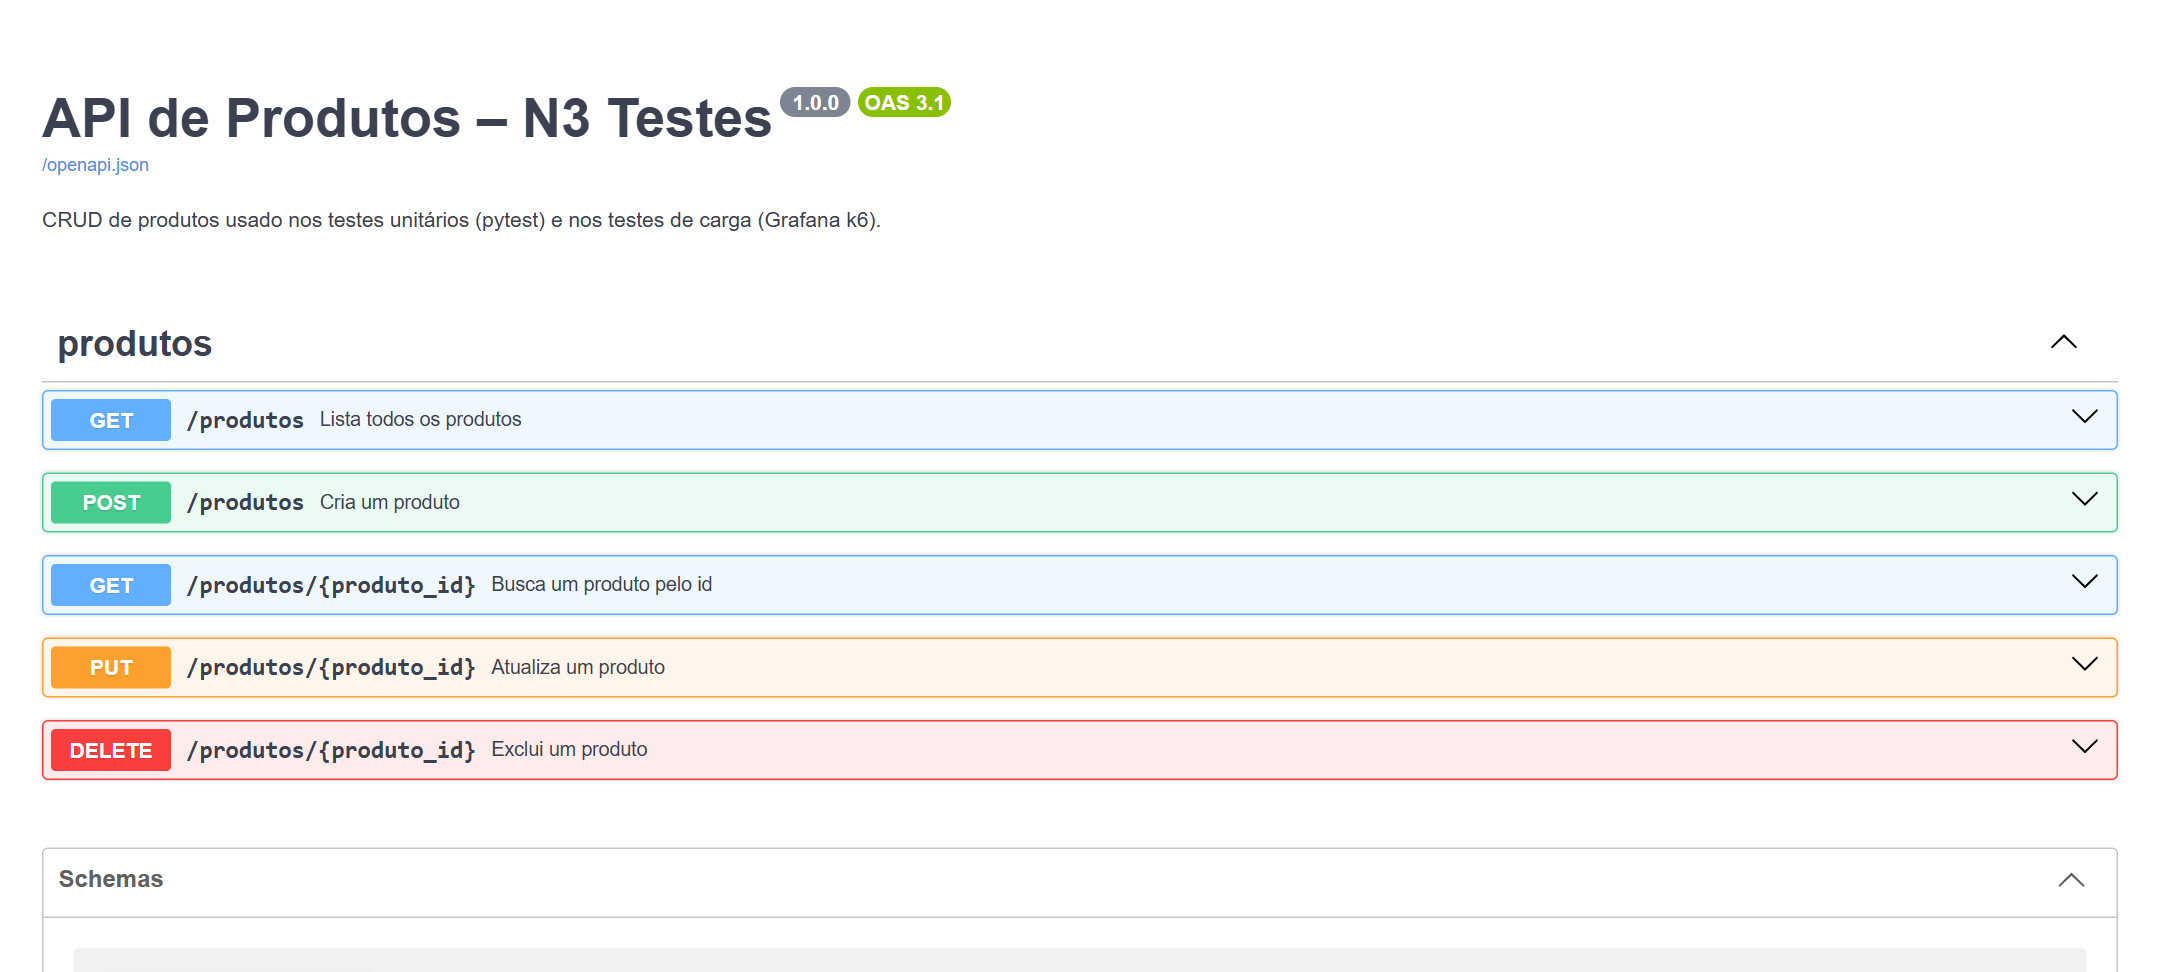 API de Produtos – N3 Testes 1.0.0 OAS 3.1
/openapi.json
CRUD de produtos usado nos testes unitários (pytest) e nos testes de carga (Grafana k6).
produtos
GET /produtos Lista todos os produtos
POST /produtos Cria um produto
GET /produtos/{produto_id} Busca um produto pelo id
PUT /produtos/{produto_id} Atualiza um produto
DELETE /produtos/{produto_id} Exclui um produto
Schemas